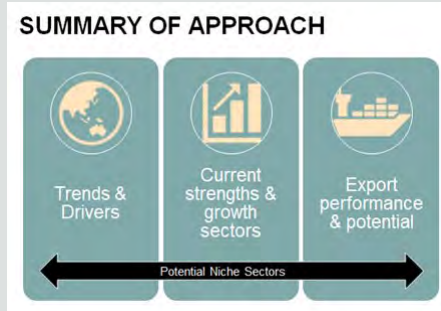 SUMMARY OF APPROACH
Trends &
Drivers
Current
strengths &
growth
sectors
Export
performance
& potential
Potential Niche Sectors